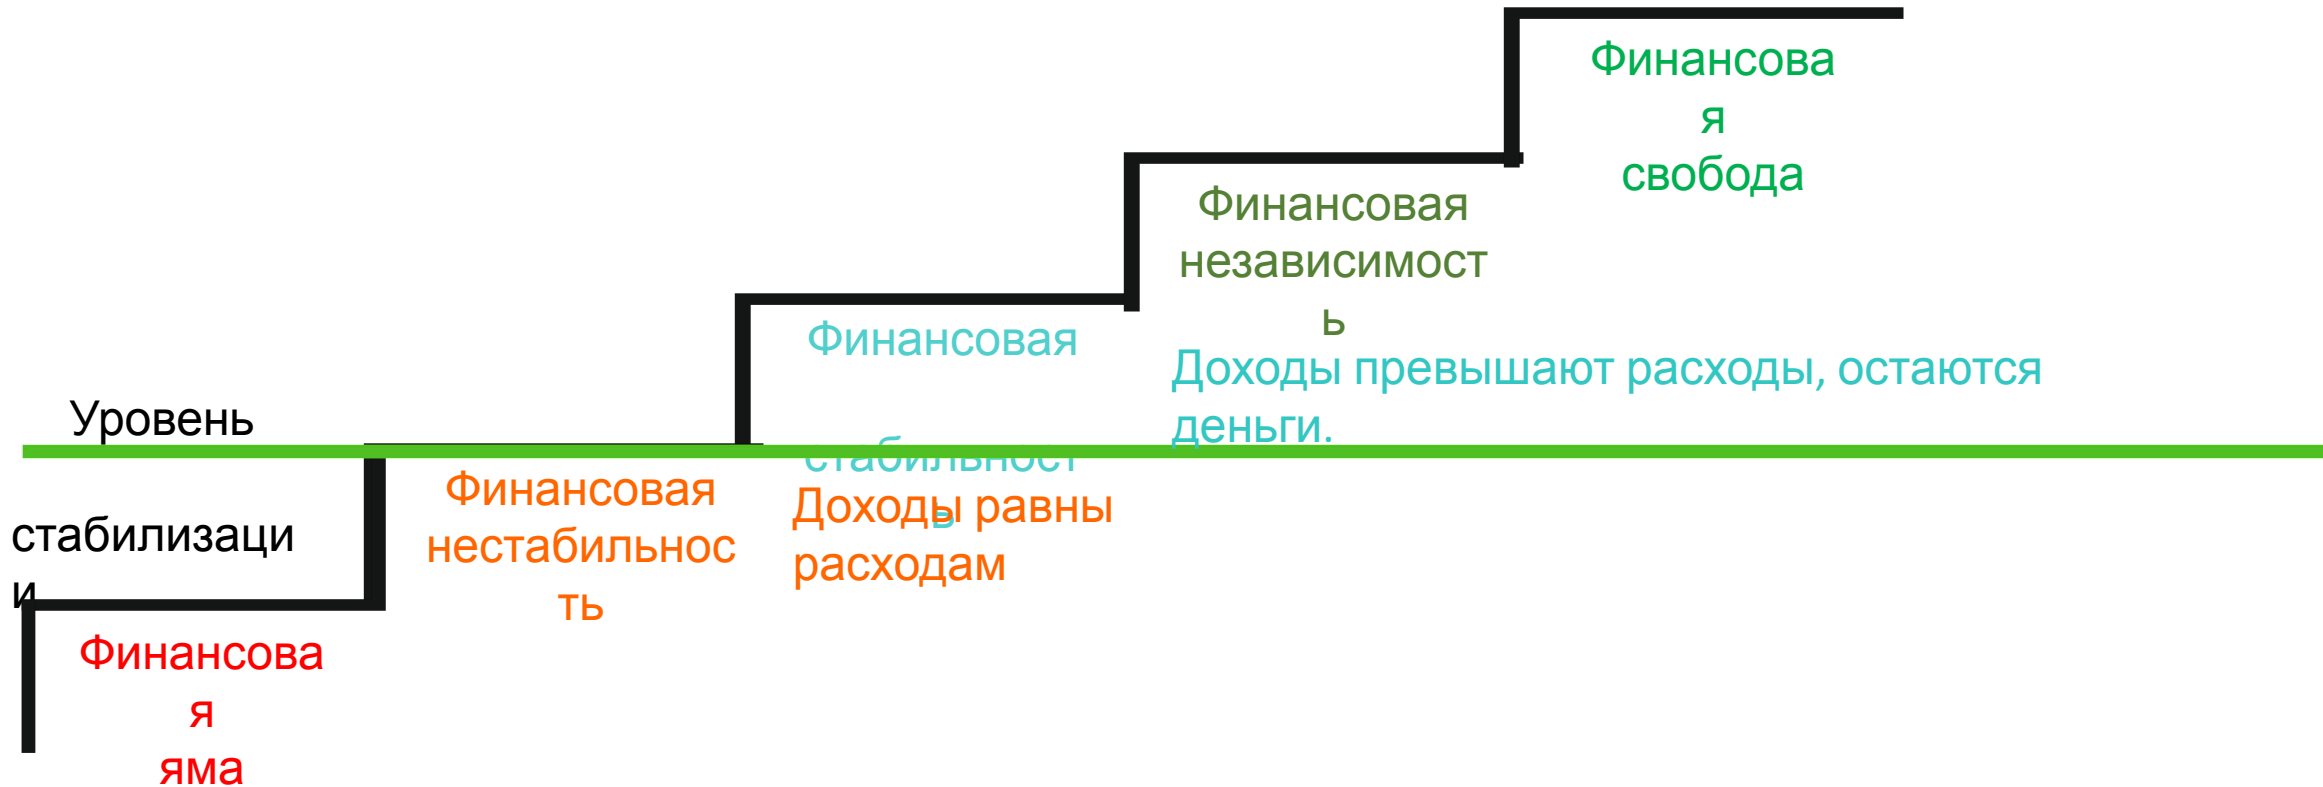 Финансова
я
свобода
Финансовая
независимост
ь
Финансовая
стабильност
ь
Доходы превышают расходы, остаются
деньги.
Уровень
стабилизаци
и
Финансовая
нестабильнос
ть
Доходы равны
расходам
Финансова
я
яма